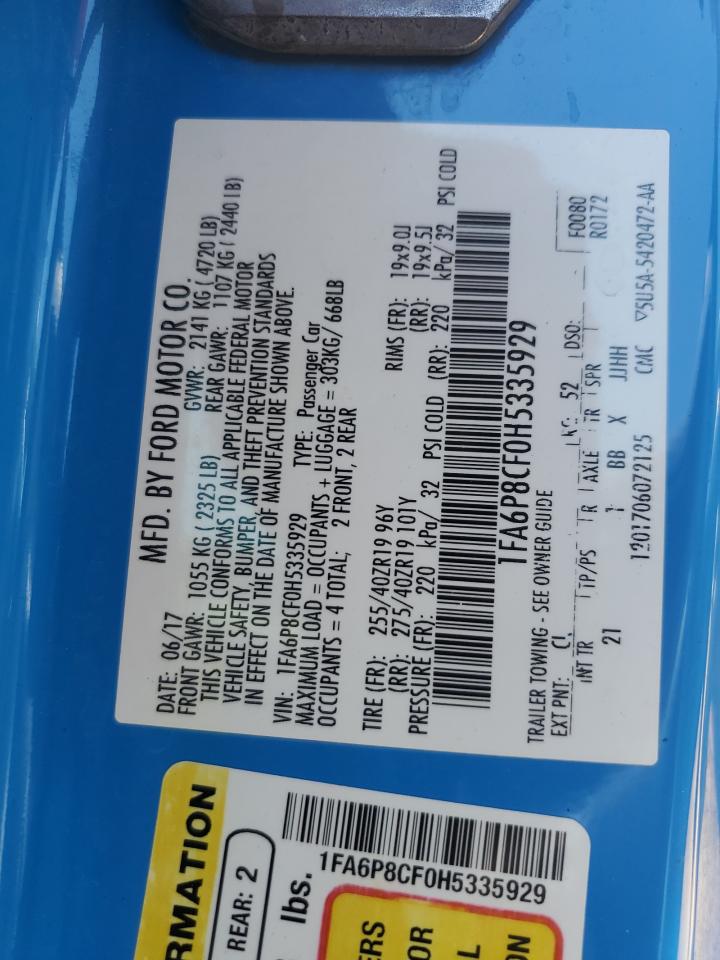 MFD. BY FORD MOTOR CO.
DATE: 06/17 GVWR: 2141 KG ( 4720 LB)
FRONT GAWR: 1055 KG ( 2325 LB) REAR GAWR: 1107 KG ( 2440 LB)
THIS VEHICLE CONFORMS TO ALL APPLICABLE FEDERAL MOTOR
VEHICLE SAFETY, BUMPER, AND THEFT PREVENTION STANDARDS
IN EFFECT ON THE DATE OF MANUFACTURE SHOWN ABOVE.
VIN: 1FA6P8CF0H5335929 TYPE: Passenger Car
MAXIMUM LOAD = OCCUPANTS + LUGGAGE = 303KG/ 668LB
OCCUPANTS = 4 TOTAL; 2 FRONT, 2 REAR
TIRE (FR): 255/40ZR19 96Y RIMS (FR): 19x9.0J
(RR): 275/40ZR19 101Y (RR): 19x9.5J
PRESSURE (FR): 220 kPa/ 32 PSI COLD (RR): 220 kPa/ 32 PSI COLD
1FA6P8CF0H5335929
TRAILER TOWING - SEE OWNER GUIDE
EXT PNT: 52 DSO: F0080
R0172
INT TR TP/PS R AXLE TR SPR
21 1 BB X JJHH
1201706072125 CMC ▽5U5A-5420472-AA
RMATION
REAR: 2
lbs.
1FA6P8CF0H5335929
ERS
OR
L
ON